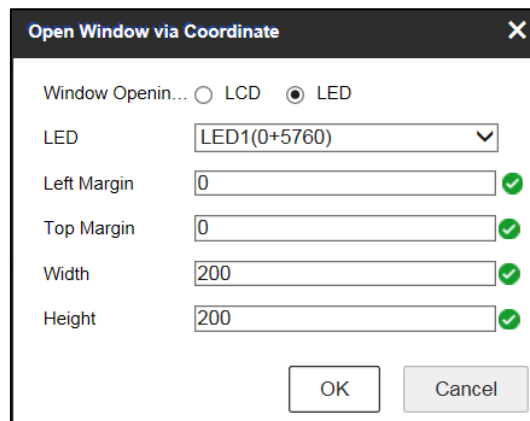 Open Window via Coordinate
Window Openin... LCD LED
LED LED1(0+5760)
Left Margin 0
Top Margin 0
Width 200
Height 200
OK Cancel